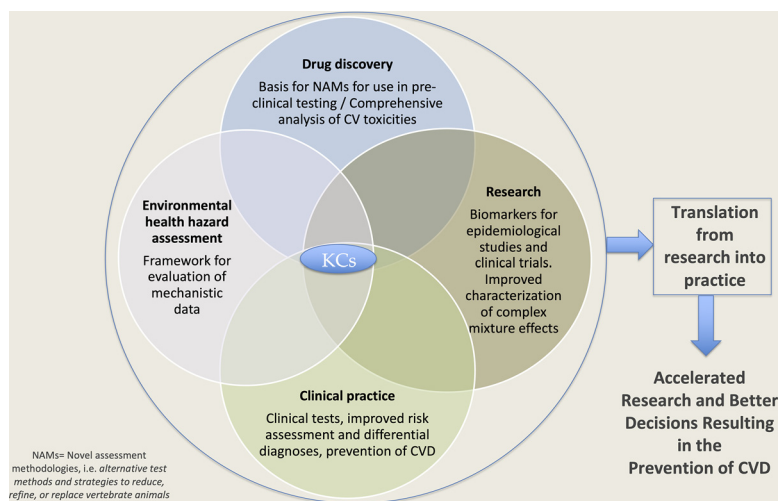 Drug discovery
Basis for NAMs for use in pre-
clinical testing / Comprehensive
analysis of CV toxicities
Environmental
health hazard
assessment
Framework for
evaluation of
mechanistic
data
KCs
Research
Biomarkers for
epidemiological
studies and
clinical trials.
Improved
characterization
of complex
mixture effects
Clinical practice
Clinical tests, improved risk
assessment and differential
diagnoses, prevention of CVD
Translation
from
research into
practice
Accelerated
Research and Better
Decisions Resulting
in the
Prevention of CVD
NAMs= Novel assessment
methodologies, i.e. alternative test
methods and strategies to reduce,
refine, or replace vertebrate animals